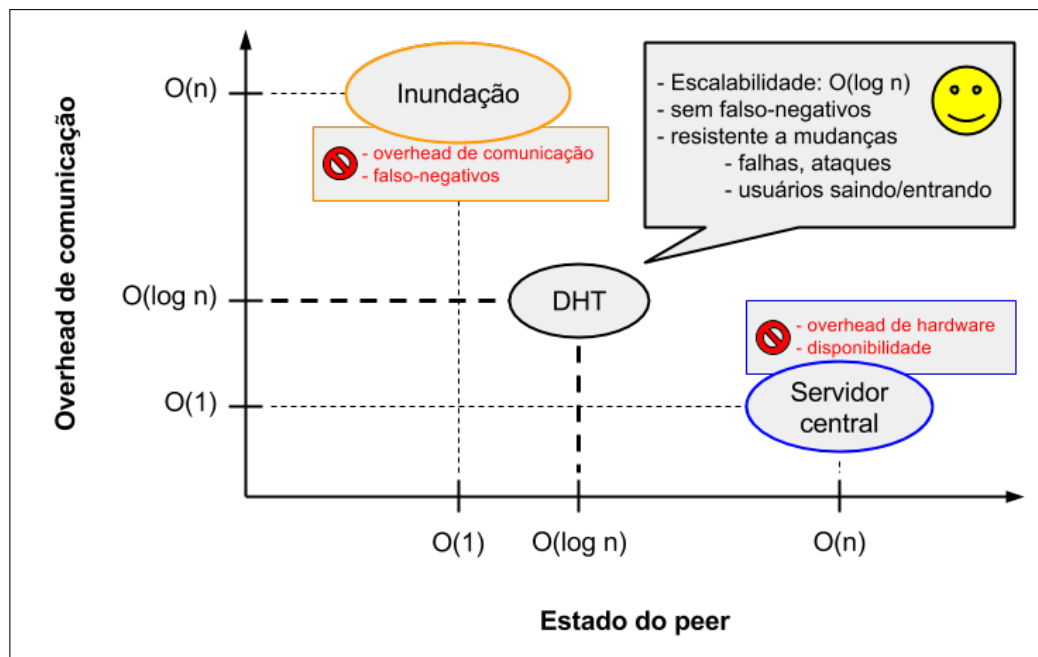 Overhead de comunicação
O(n)
O(log n)
O(1)
Inundação
- overhead de comunicação
- falso-negativos
- Escalabilidade: O(log n)
- sem falso-negativos
- resistente a mudanças
- falhas, ataques
- usuários saindo/entrando
DHT
- overhead de hardware
- disponibilidade
Servidor
central
O(1)
O(log n)
O(n)
Estado do peer